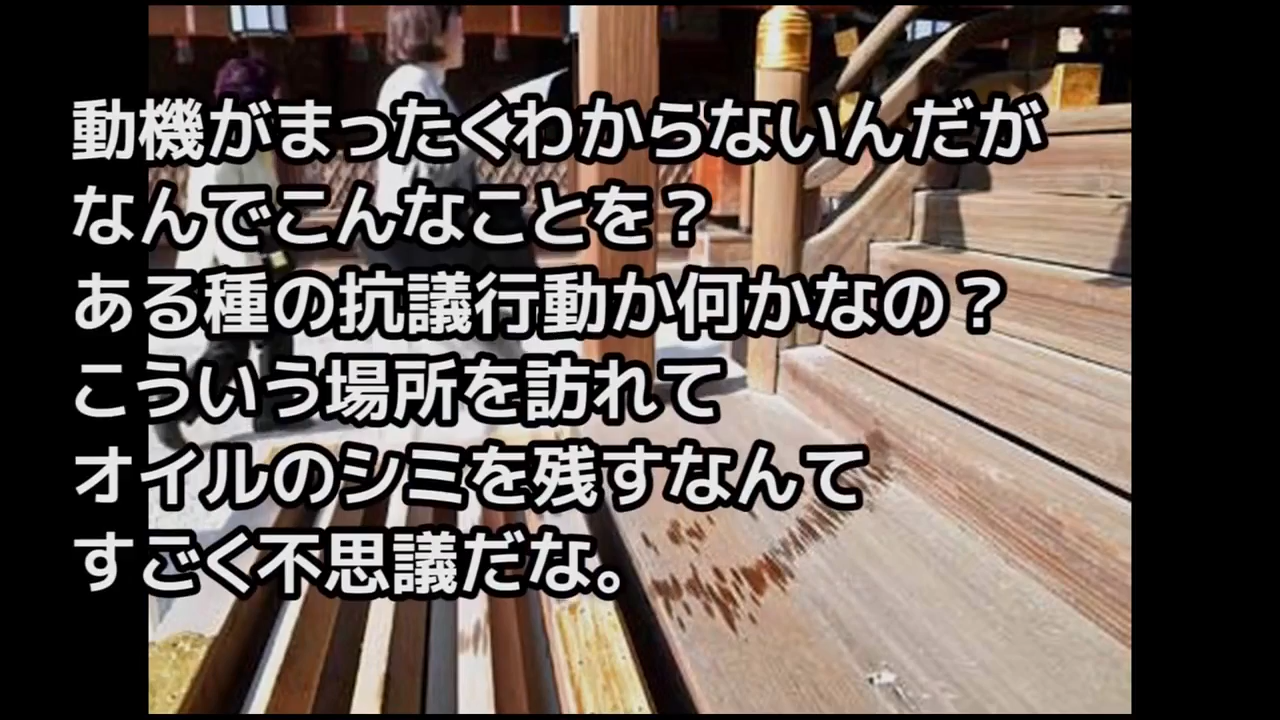 動機がまったくわからないんだが
なんでこんなことを？
ある種の抗議行動か何かなの？
こういう場所を訪れて
オイルのシミを残すなんて
すごく不思議だな。